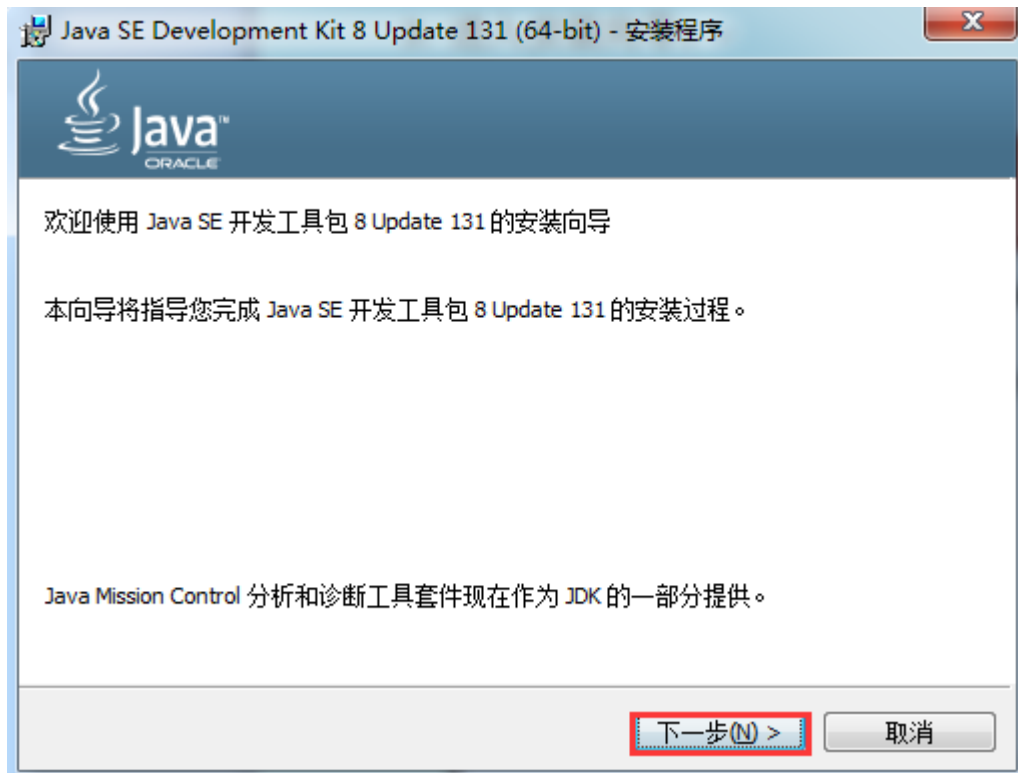 Java SE Development Kit 8 Update 131 (64-bit) - 安装程序
Java™
ORACLE
欢迎使用 Java SE 开发工具包 8 Update 131 的安装向导
本向导将指导您完成 Java SE 开发工具包 8 Update 131 的安装过程。
Java Mission Control 分析和诊断工具套件现在作为 JDK 的一部分提供。
下一步(N) > 取消